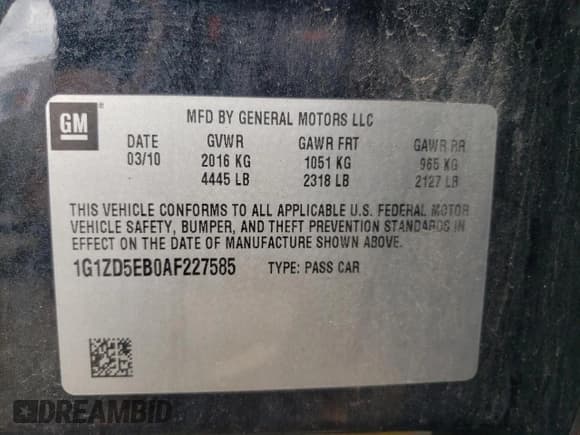 GM
MFD BY GENERAL MOTORS LLC
DATE GVWR GAWR FRT GAWR RR
03/10 2016 KG 1051 KG 965 KG
4445 LB 2318 LB 2127 LB
THIS VEHICLE CONFORMS TO ALL APPLICABLE U.S. FEDERAL MOTOR
VEHICLE SAFETY, BUMPER, AND THEFT PREVENTION STANDARDS IN
EFFECT ON THE DATE OF MANUFACTURE SHOWN ABOVE.
1G1ZD5EB0AF227585 TYPE: PASS CAR
DREAMBID